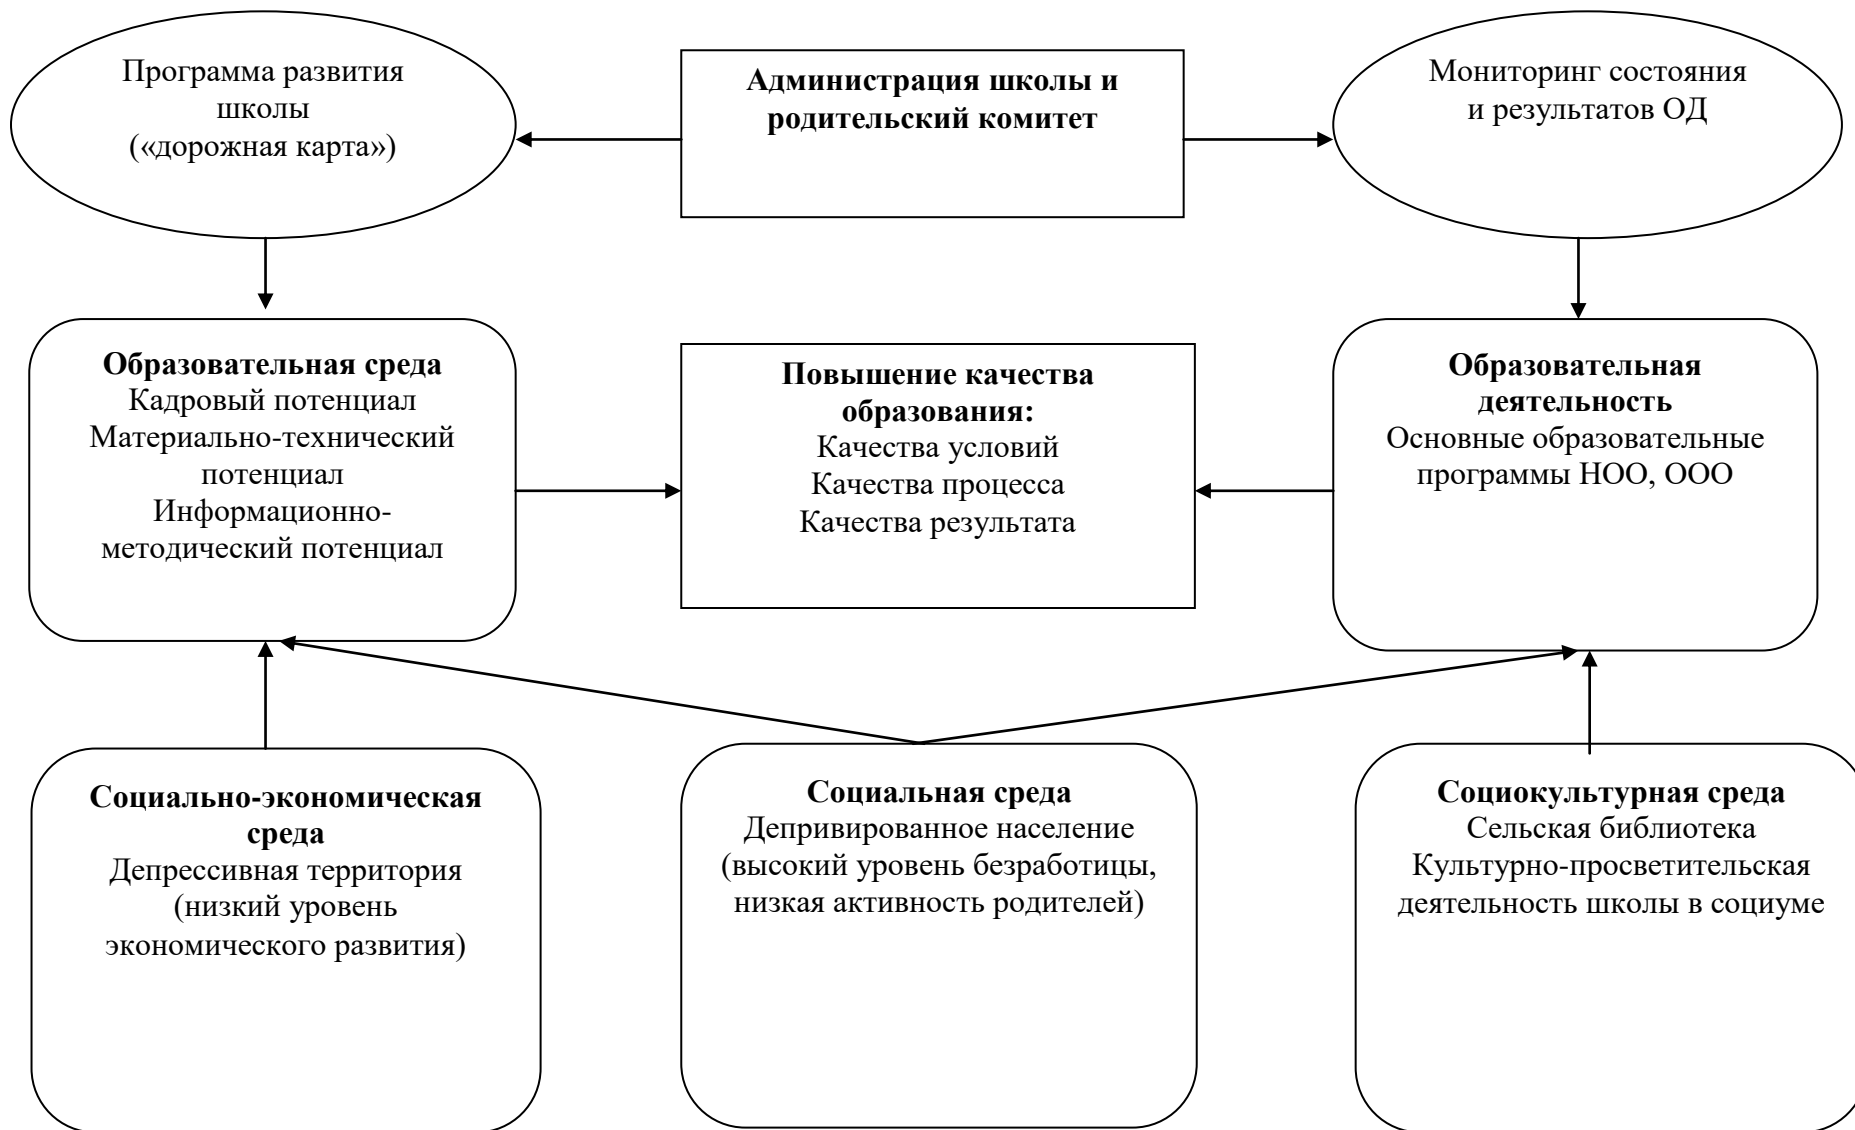 Программа развития
школы
(«дорожная карта»)
Администрация школы и
родительский комитет
Мониторинг состояния
и результатов ОД
Образовательная среда
Кадровый потенциал
Материально-технический
потенциал
Информационно-
методический потенциал
Повышение качества
образования:
Качества условий
Качества процесса
Качества результата
Образовательная
деятельность
Основные образовательные
программы НОО, ООО
Социально-экономическая
среда
Депрессивная территория
(низкий уровень
экономического развития)
Социальная среда
Депривированное население
(высокий уровень безработицы,
низкая активность родителей)
Социокультурная среда
Сельская библиотека
Культурно-просветительская
деятельность школы в социуме